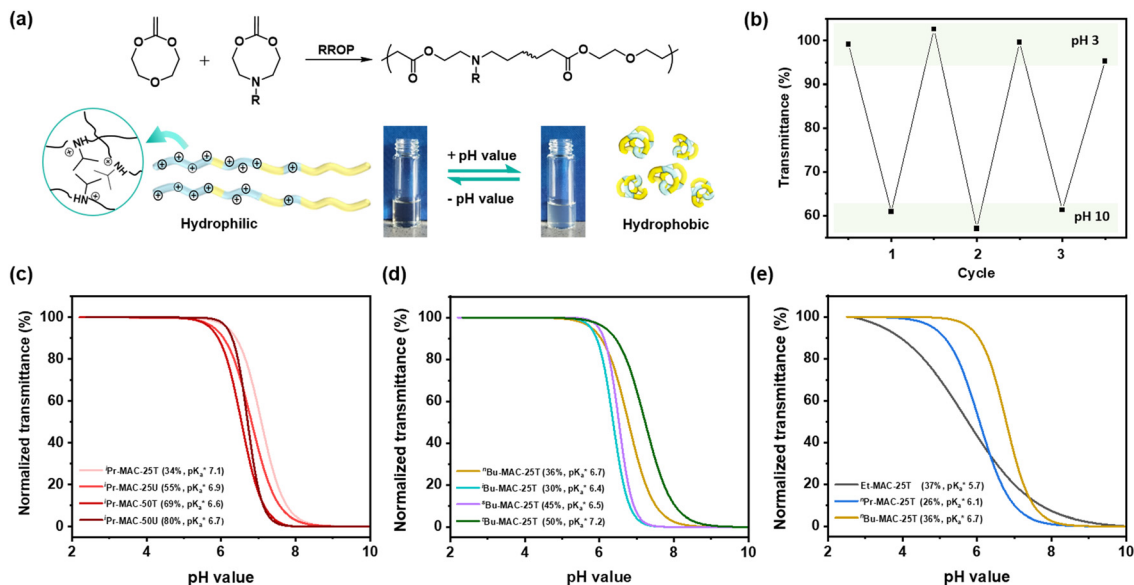 (a)
O O
O
+
O O
N
R
RROP
O
O
N
R
O
O
O
NH
N
HN
Hydrophilic
+ pH value
- pH value
Hydrophobic
(b)
Transmittance (%)
100
90
80
70
60
pH 3
pH 10
1 2 3
Cycle
(c)
Normalized transmittance (%)
100
80
60
40
20
0
ⁱPr-MAC-25T (34%, pKₐ* 7.1)
ⁱPr-MAC-25U (55%, pKₐ* 6.9)
ⁱPr-MAC-50T (69%, pKₐ* 6.6)
ⁱPr-MAC-50U (80%, pKₐ* 6.7)
2 4 6 8 10
pH value
(d)
Normalized transmittance (%)
100
80
60
40
20
0
ⁿBu-MAC-25T (36%, pKₐ* 6.7)
Bu-MAC-25T (30%, pKₐ* 6.4)
Bu-MAC-25T (45%, pKₐ* 6.5)
Bu-MAC-25T (50%, pKₐ* 7.2)
2 4 6 8 10
pH value
(e)
Normalized transmittance (%)
100
80
60
40
20
0
Et-MAC-25T (37%, pKₐ* 5.7)
ⁿPr-MAC-25T (26%, pKₐ* 6.1)
ⁿBu-MAC-25T (36%, pKₐ* 6.7)
2 4 6 8 10
pH value